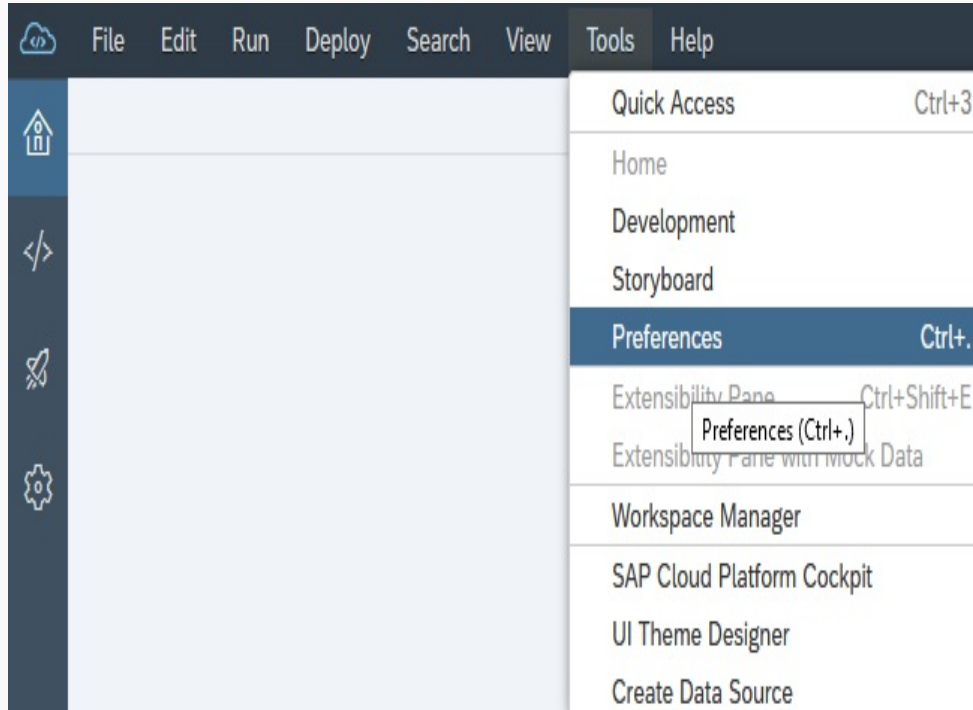 File Edit Run Deploy Search View Tools Help
Quick Access Ctrl+3
Home
Development
Storyboard
Preferences Ctrl+.
Extensibility Pane Ctrl+Shift+E
Preferences (Ctrl+.)
Extensibility Pane with Mock Data
Workspace Manager
SAP Cloud Platform Cockpit
UI Theme Designer
Create Data Source